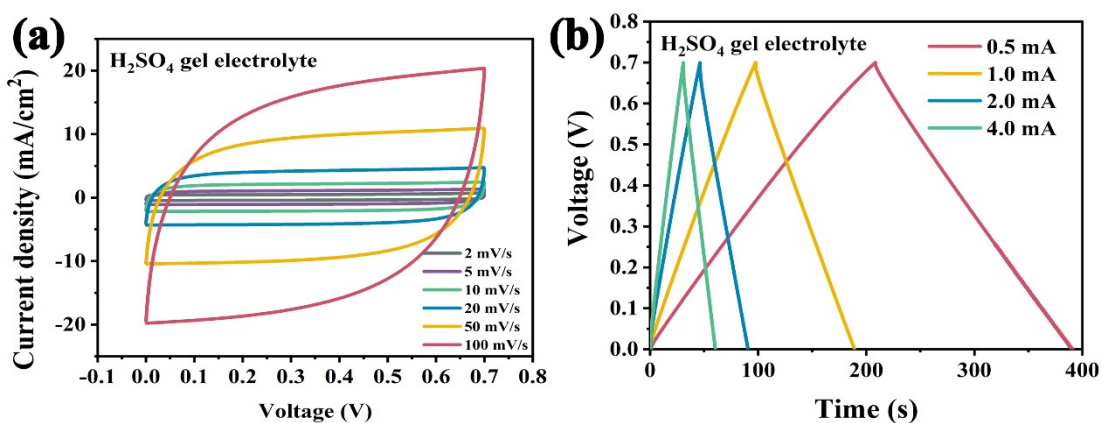 (a)
H₂SO₄ gel electrolyte
Current density (mA/cm²)
20
10
0
-10
-20
2 mV/s
5 mV/s
10 mV/s
20 mV/s
50 mV/s
100 mV/s
-0.1 0.0 0.1 0.2 0.3 0.4 0.5 0.6 0.7 0.8
Voltage (V)
(b)
H₂SO₄ gel electrolyte
0.5 mA
1.0 mA
2.0 mA
4.0 mA
Voltage (V)
0.8
0.7
0.6
0.5
0.4
0.3
0.2
0.1
0.0
0 100 200 300 400
Time (s)